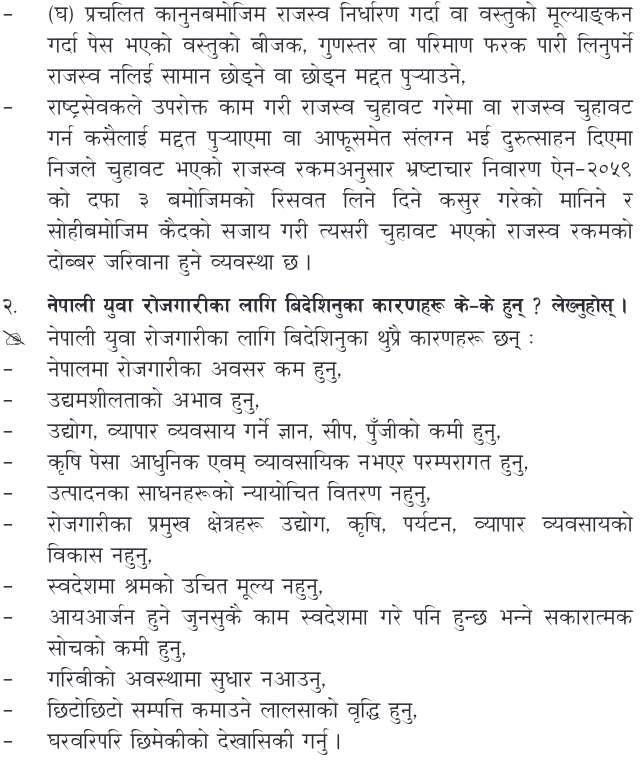 - (घ) प्रचलित कानुनबमोजिम राजस्व निर्धारण गर्दा वा वस्तुको मूल्याङ्कन
गर्दा पेस भएको वस्तुको बीजक, गुणस्तर वा परिमाण फरक पारी लिनुपर्ने
राजस्व नलिई सामान छोड्ने वा छोड्न मद्दत पुऱ्याउने,
- राष्ट्रसेवकले उपरोक्त काम गरी राजस्व चुहावट गरेमा वा राजस्व चुहावट
गर्न कसैलाई मद्दत पुऱ्याएमा वा आफूसमेत संलग्न भई दुरुत्साहन दिएमा
निजले चुहावट भएको राजस्व रकमअनुसार भ्रष्टाचार निवारण ऐन-२०५९
को दफा ३ बमोजिमको रिसवत लिने दिने कसुर गरेको मानिने र
सोहीबमोजिम कैदको सजाय गरी त्यसरी चुहावट भएको राजस्व रकमको
दोब्बर जरिवाना हुने व्यवस्था छ।
२. नेपाली युवा रोजगारीका लागि बिदेशिनुका कारणहरू के-के हुन् ? लेख्नुहोस् ।
नेपाली युवा रोजगारीका लागि बिदेशिनुका थुप्रै कारणहरू छन् :
- नेपालमा रोजगारीका अवसर कम हुनु,
- उद्यमशीलताको अभाव हुनु,
- उद्योग, व्यापार व्यवसाय गर्ने ज्ञान, सीप, पुँजीको कमी हुनु,
- कृषि पेसा आधुनिक एवम् व्यावसायिक नभएर परम्परागत हुनु,
- उत्पादनका साधनहरूको न्यायोचित वितरण नहुनु,
- रोजगारीका प्रमुख क्षेत्रहरू उद्योग, कृषि, पर्यटन, व्यापार व्यवसायको
विकास नहुनु,
- स्वदेशमा श्रमको उचित मूल्य नहुनु,
- आयआर्जन हुने जुनसुकै काम स्वदेशमा गरे पनि हुन्छ भन्ने सकारात्मक
सोचको कमी हुनु,
- गरिबीको अवस्थामा सुधार नआउनु,
- छिटोछिटो सम्पत्ति कमाउने लालसाको वृद्धि हुनु,
- घरवरिपरि छिमेकीको देखासिकी गर्नु।